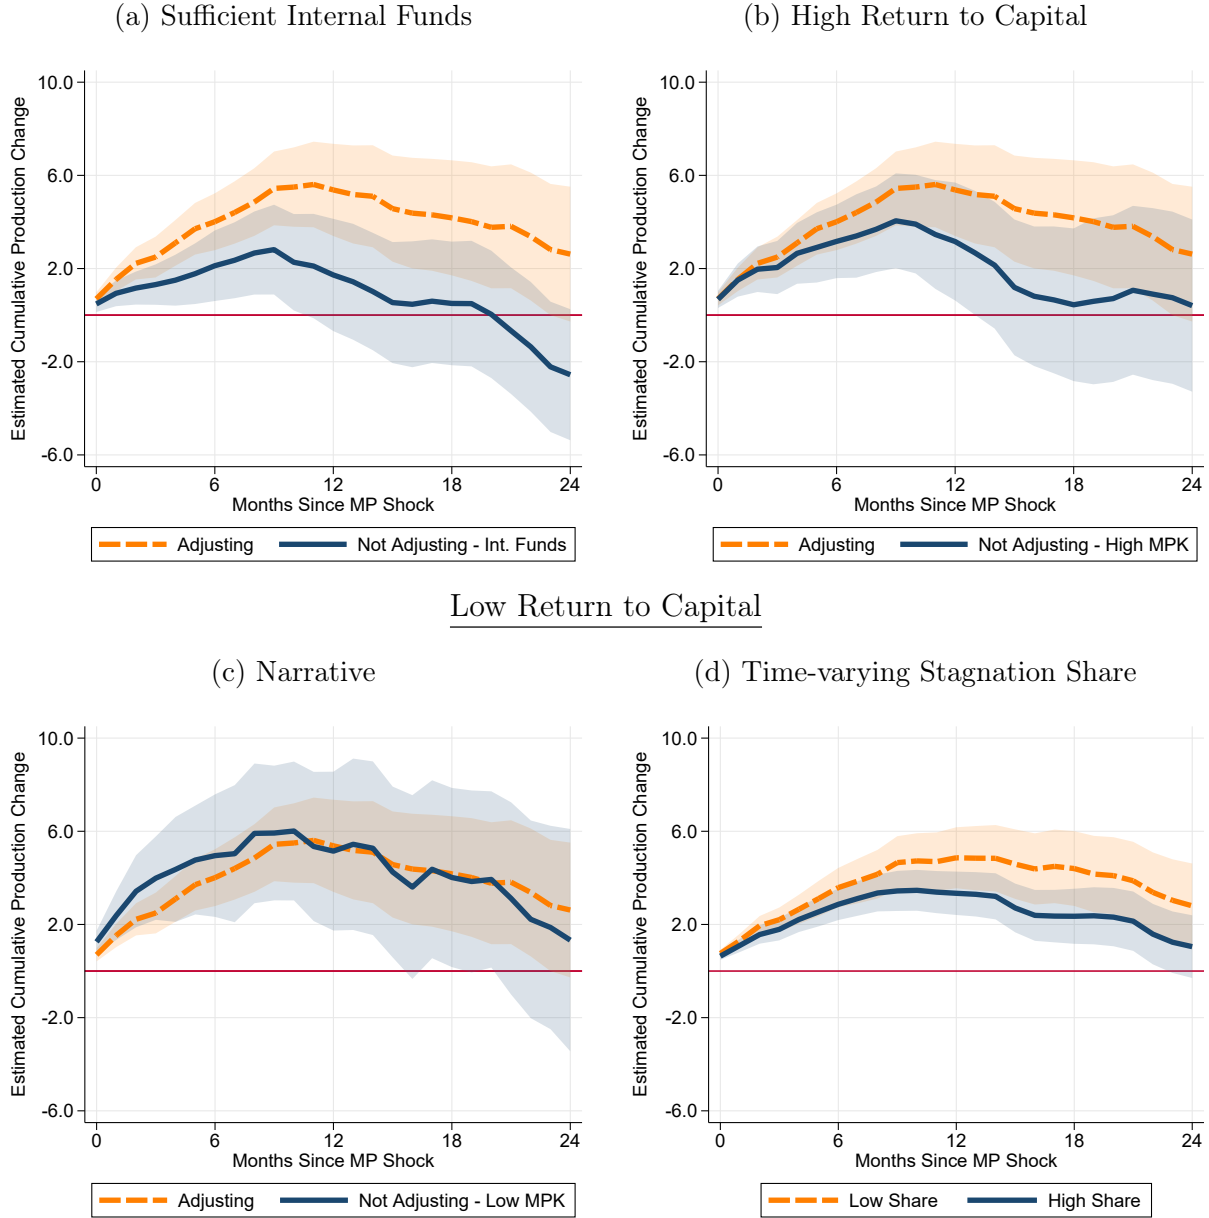 (a) Sufficient Internal Funds
Estimated Cumulative Production Change
10.0
6.0
2.0
-2.0
-6.0
0 6 12 18 24
Months Since MP Shock
Adjusting Not Adjusting - Int. Funds
(b) High Return to Capital
Estimated Cumulative Production Change
10.0
6.0
2.0
-2.0
-6.0
0 6 12 18 24
Months Since MP Shock
Adjusting Not Adjusting - High MPK
Low Return to Capital
(c) Narrative
Estimated Cumulative Production Change
10.0
6.0
2.0
-2.0
-6.0
0 6 12 18 24
Months Since MP Shock
Adjusting Not Adjusting - Low MPK
(d) Time-varying Stagnation Share
Estimated Cumulative Production Change
10.0
6.0
2.0
-2.0
-6.0
0 6 12 18 24
Months Since MP Shock
Low Share High Share